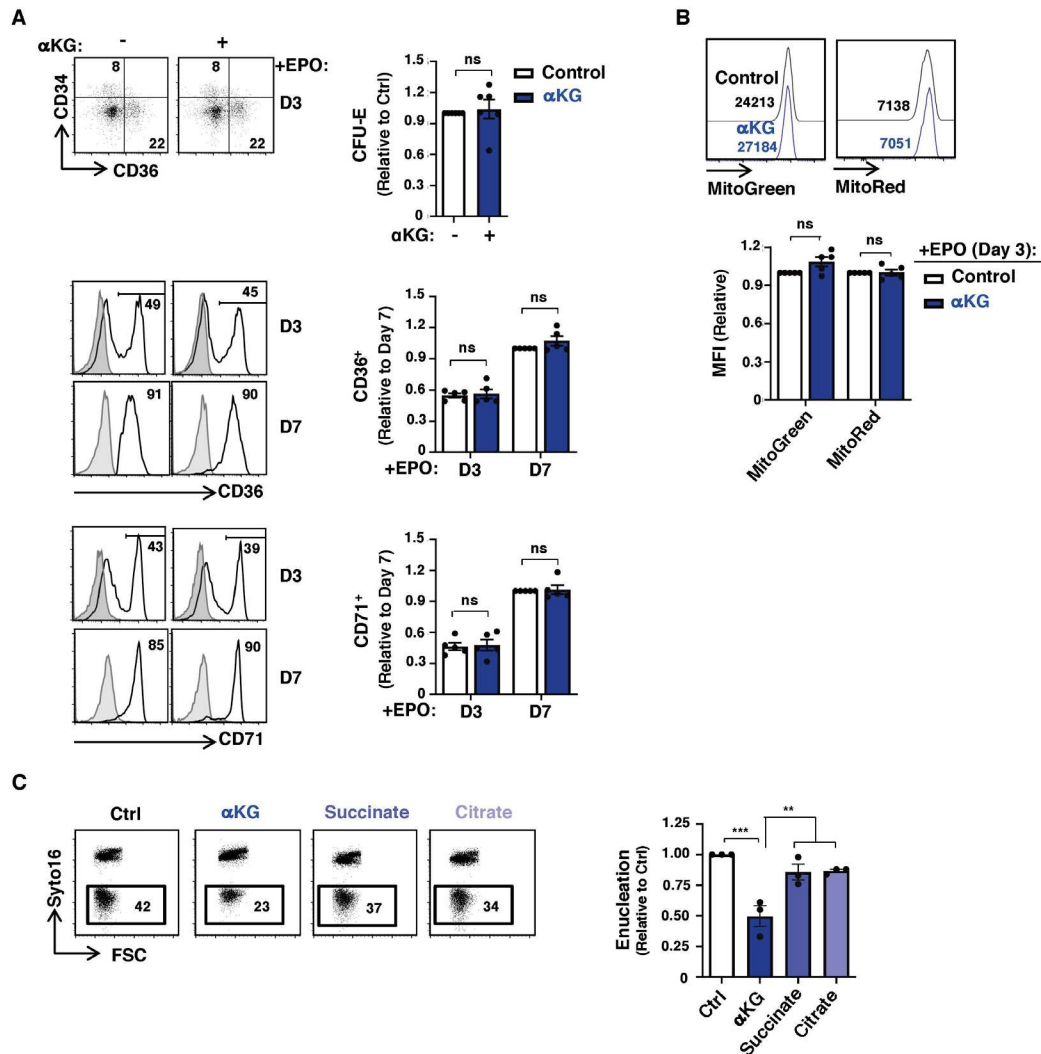 A
αKG: - +
8
8
+EPO:
CD34
D3
22
22
CD36
1.5
1.2
0.9
0.6
0.3
0
CFU-E
(Relative to Ctrl)
ns
Control
αKG
αKG: - +
49
45
D3
91
90
D7
CD36
1.5
1.2
0.9
0.6
0.3
0
CD36+
(Relative to Day 7)
ns
ns
+EPO: D3 D7
43
39
D3
85
90
D7
CD71
1.5
1.2
0.9
0.6
0.3
0
CD71+
(Relative to Day 7)
ns
ns
+EPO: D3 D7
B
Control
24213
αKG
27184
MitoGreen
7138
7051
MitoRed
1.2
0.9
0.6
0.3
0
MFI (Relative)
ns
ns
MitoGreen
MitoRed
+EPO (Day 3):
Control
αKG
C
Ctrl
αKG
Succinate
Citrate
Syto16
42
23
37
34
FSC
1.25
1.00
0.75
0.50
0.25
0
Enucleation
(Relative to Ctrl)
***
**
Ctrl
αKG
Succinate
Citrate